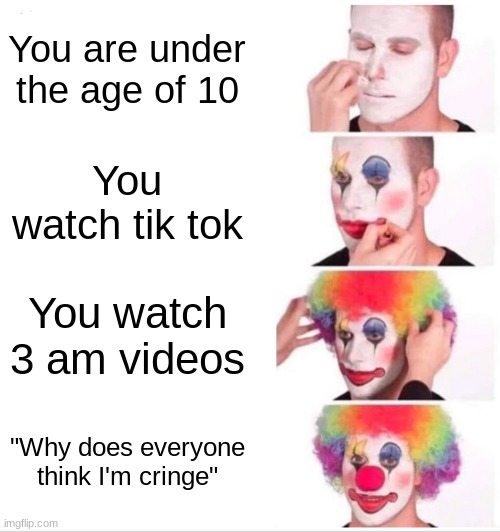 You are under
the age of 10
You
watch tik tok
You watch
3 am videos
"Why does everyone
think I'm cringe"
imgflip.com